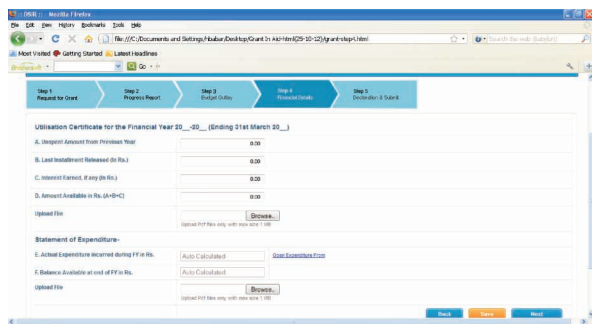 :: DSIR :: Mozilla Firefox
File Edit View History Bookmarks Tools Help
file:///C:/Documents and Settings/hbabar/Desktop/Grant In Aid-html(25-10-12)/grant-step4.html
Most Visited Getting Started Latest Headlines
Go
Step 1 Step 2 Step 3 Step 4 Step 5
Request for Grant Progress Report Budget Outlay Financial Details Declaration & Submit
Utilisation Certificate for the Financial Year 20__-20__ (Ending 31st March 20__)
A. Unspent Amount from Previous Year 0.00
B. Last Installment Released (in Rs.) 0.00
C. Interest Earned, if any (in Rs.) 0.00
D. Amount Available in Rs. (A+B+C) 0.00
Upload File Browse..
Upload Pdf files only with max size 1 MB
Statement of Expenditure-
E. Actual Expenditure incurred during FY in Rs. Auto Calculated Open Expenditure From
F. Balance Available at end of FY in Rs. Auto Calculated
Upload File Browse..
Upload Pdf files only with max size 1 MB
Back Save Next